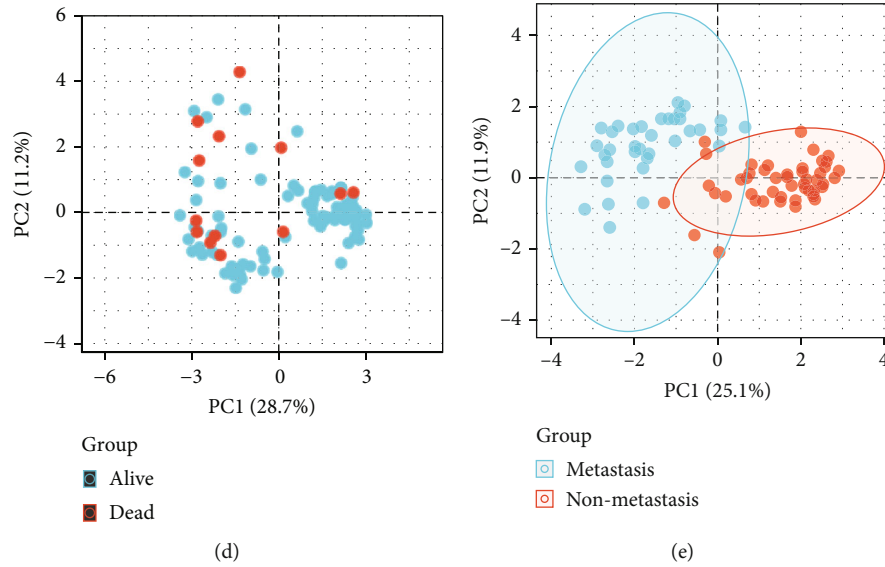 6
4
2
0
−2
−4
PC2 (11.2%)
−6 −3 0 3
PC1 (28.7%)
Group
Alive
Dead
(d)
4
2
0
−2
−4
PC2 (11.9%)
−4 −2 0 2 4
PC1 (25.1%)
Group
Metastasis
Non-metastasis
(e)